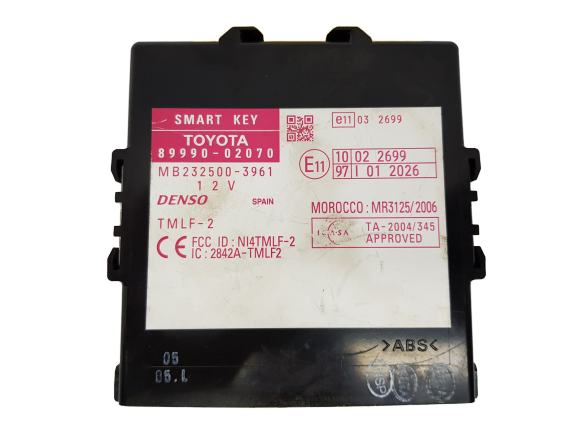 SMART KEY
TOYOTA
89990-02070
MB232500-3961
12V
DENSO SPAIN
TMLF-2
CE FCC ID : NI4TMLF-2
IC : 2842A-TMLF2
e11 03 2699
E11 10 02 2699
97 I 01 2026
MOROCCO : MR3125/2006
TA-2004/345
APPROVED
>ABS<
05